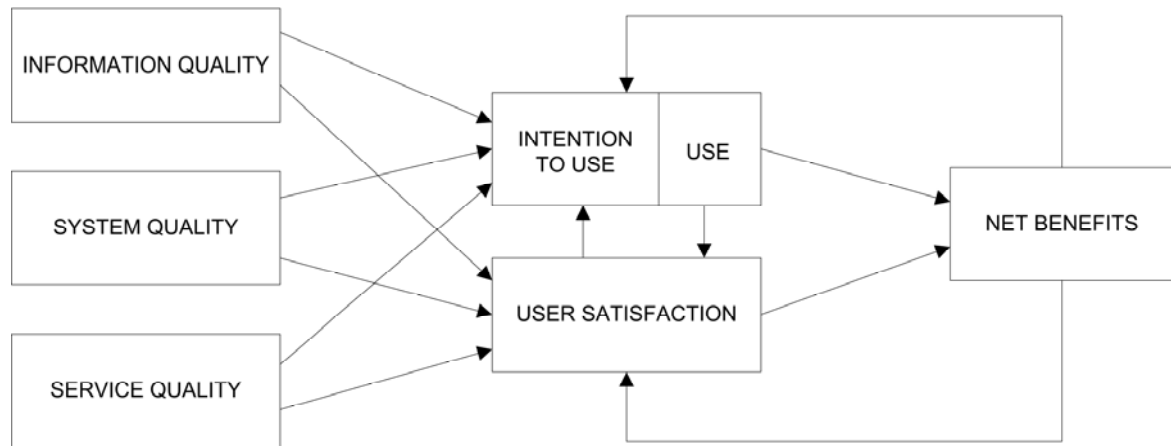 INFORMATION QUALITY
INTENTION
TO USE
USE
SYSTEM QUALITY
NET BENEFITS
USER SATISFACTION
SERVICE QUALITY